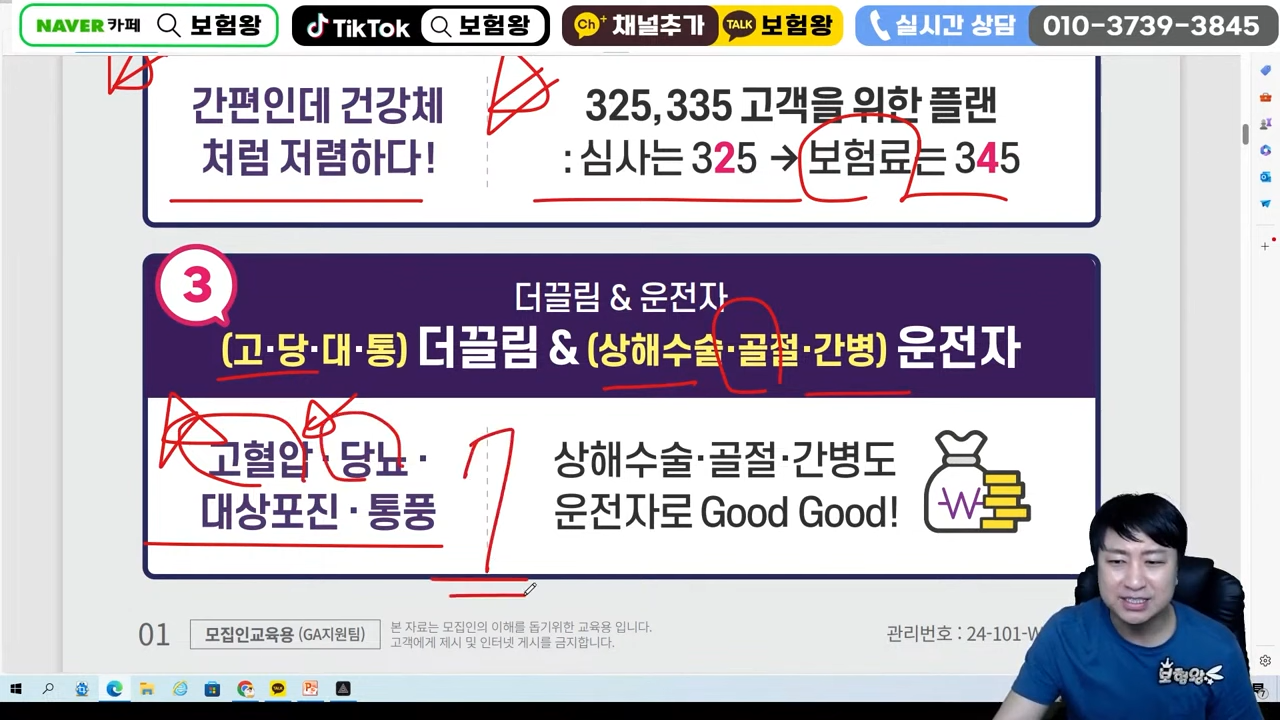 NAVER 카페 보험왕
TikTok 보험왕
Ch+ 채널추가 TALK 보험왕
실시간 상담 010-3739-3845
간편인데 건강체
처럼 저렴하다!
325,335 고객을 위한 플랜
: 심사는 325 → 보험료는 345
3
더끌림 & 운전자
(고·당·대·통) 더끌림 & (상해수술·골절·간병) 운전자
고혈압 · 당뇨 ·
대상포진 · 통풍
상해수술·골절·간병도
운전자로 Good Good!
W
01
모집인교육용 (GA지원팀)
본 자료는 모집인의 이해를 돕기위한 교육용 입니다.
고객에게 제시 및 인터넷 게시를 금지합니다.
관리번호 : 24-101-W
보험왕
TALK